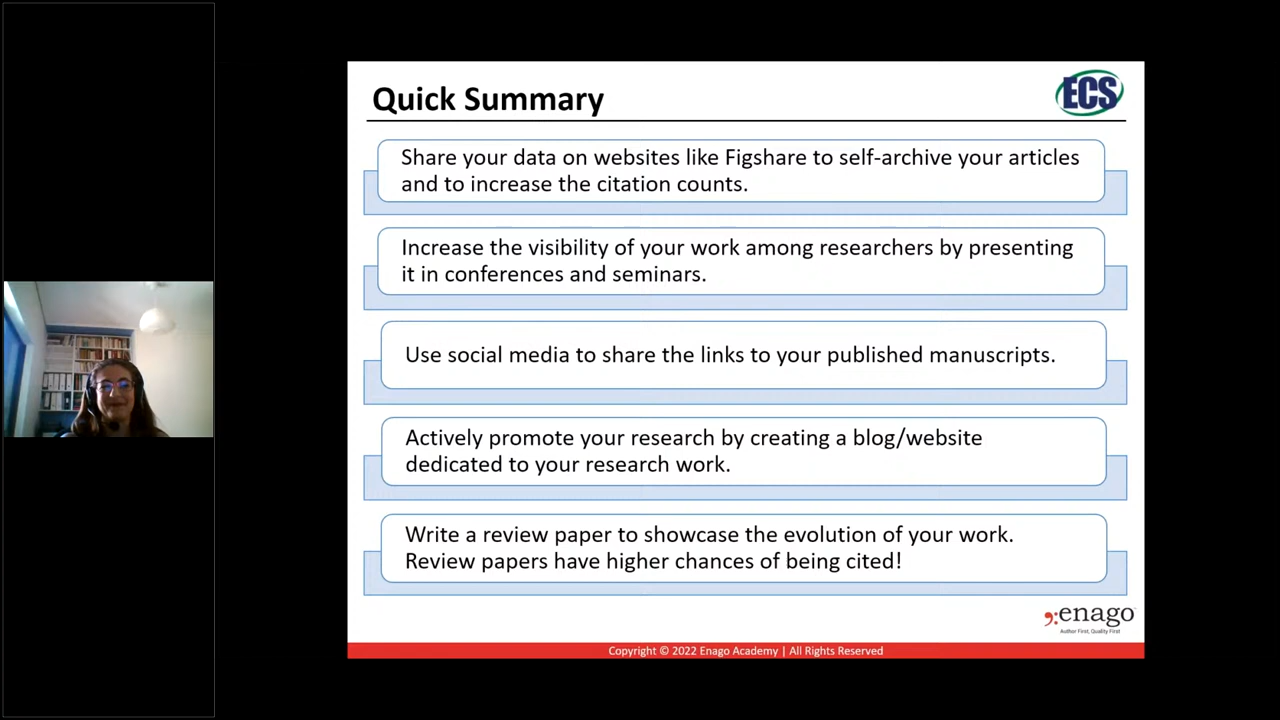 Quick Summary
ECS
Share your data on websites like Figshare to self-archive your articles
and to increase the citation counts.
Increase the visibility of your work among researchers by presenting
it in conferences and seminars.
Use social media to share the links to your published manuscripts.
Actively promote your research by creating a blog/website
dedicated to your research work.
Write a review paper to showcase the evolution of your work.
Review papers have higher chances of being cited!
enago
Author First, Quality First
Copyright © 2022 Enago Academy | All Rights Reserved